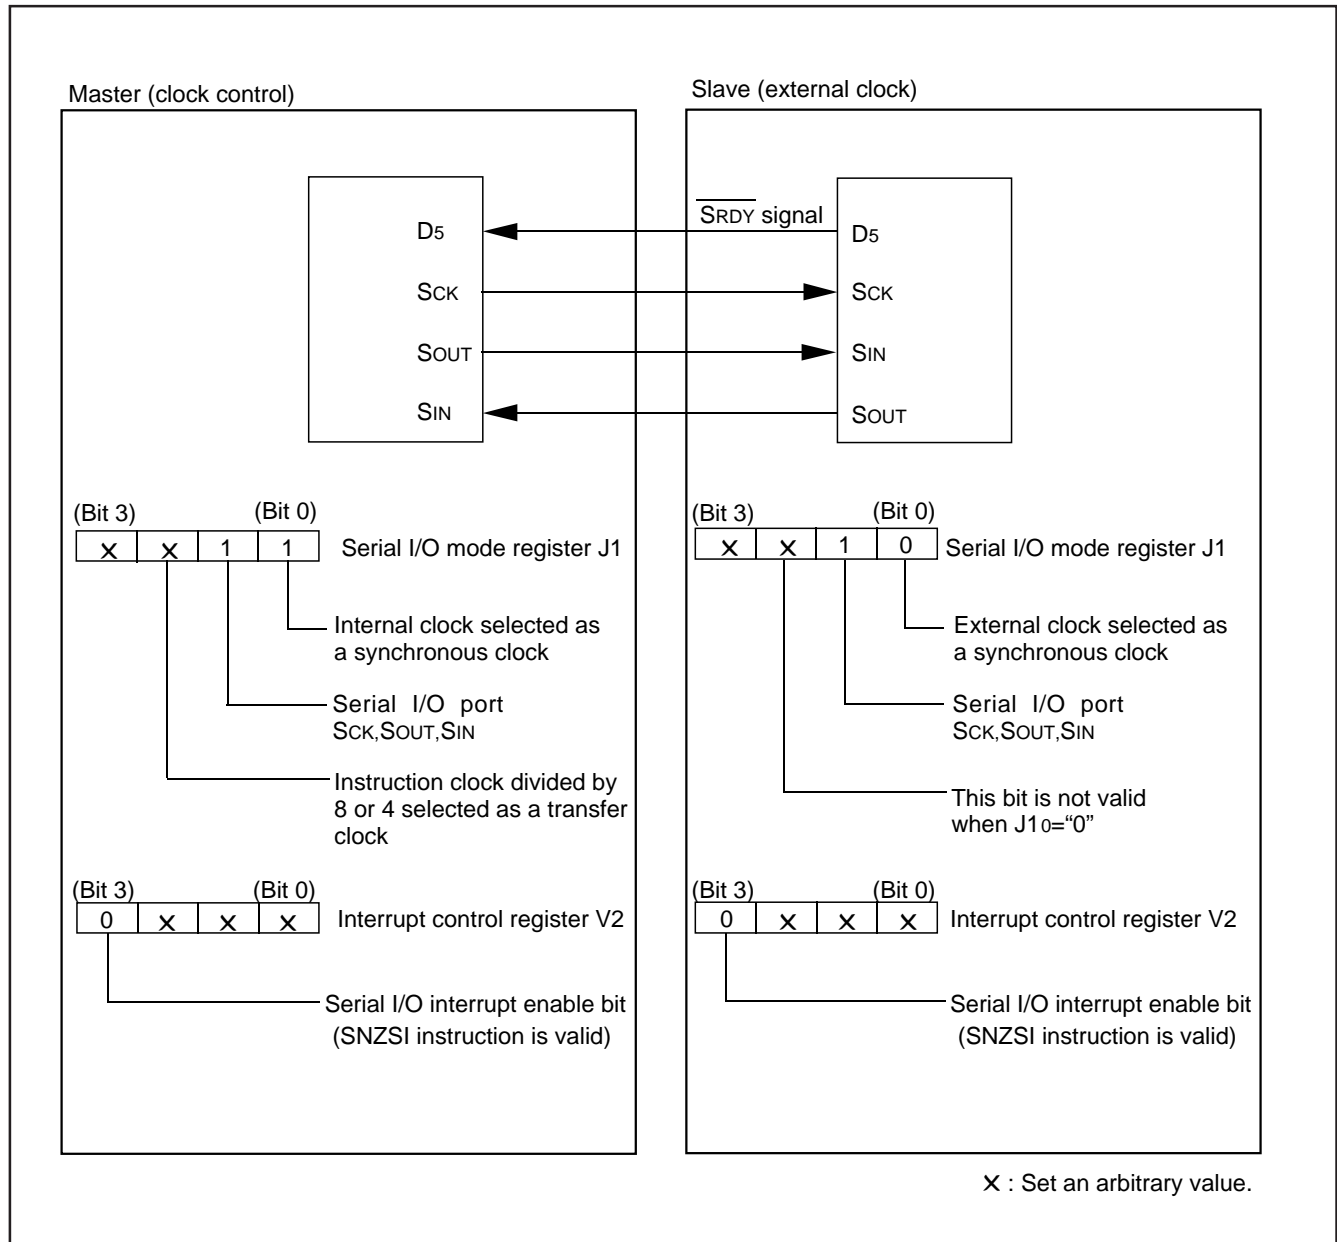 Master (clock control)
D5
SCK
SOUT
SIN
(Bit 3) (Bit 0)
× × 1 1 Serial I/O mode register J1
Internal clock selected as
a synchronous clock
Serial I/O port
SCK,SOUT,SIN
Instruction clock divided by
8 or 4 selected as a transfer
clock
(Bit 3) (Bit 0)
0 × × × Interrupt control register V2
Serial I/O interrupt enable bit
(SNZSI instruction is valid)
Slave (external clock)
SRDY signal
D5
SCK
SIN
SOUT
(Bit 3) (Bit 0)
× × 1 0 Serial I/O mode register J1
External clock selected as
a synchronous clock
Serial I/O port
SCK,SOUT,SIN
This bit is not valid
when J10=“0”
(Bit 3) (Bit 0)
0 × × × Interrupt control register V2
Serial I/O interrupt enable bit
(SNZSI instruction is valid)
× : Set an arbitrary value.